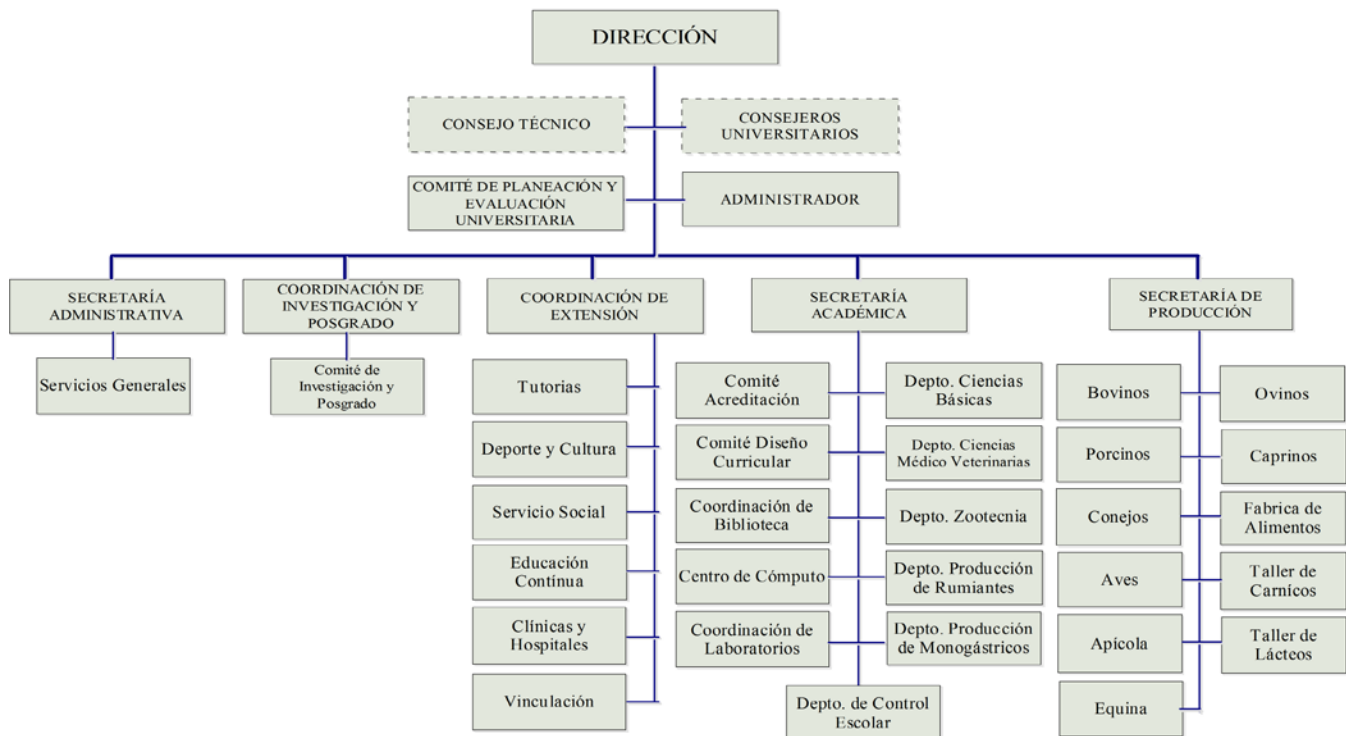 DIRECCIÓN
CONSEJO TÉCNICO
CONSEJEROS
UNIVERSITARIOS
COMITÉ DE PLANEACIÓN Y
EVALUACIÓN
UNIVERSITARIA
ADMINISTRADOR
SECRETARÍA
ADMINISTRATIVA
COORDINACIÓN DE
INVESTIGACIÓN Y
POSGRADO
COORDINACIÓN DE
EXTENSIÓN
SECRETARÍA
ACADÉMICA
SECRETARÍA DE
PRODUCCIÓN
Servicios Generales
Comité de
Investigación y
Posgrado
Tutorias
Deporte y Cultura
Servicio Social
Educación
Contínua
Clínicas y
Hospitales
Vinculación
Comité
Acreditación
Comité Diseño
Curricular
Coordinación de
Biblioteca
Centro de Cómputo
Coordinación de
Laboratorios
Depto. Ciencias
Básicas
Depto. Ciencias
Médico Veterinarias
Depto. Zootecnia
Depto. Producción
de Rumiantes
Depto. Producción
de Monogástricos
Depto. de Control
Escolar
Bovinos
Porcinos
Conejos
Aves
Apícola
Equina
Ovinos
Caprinos
Fabrica de
Alimentos
Taller de
Carnícos
Taller de
Lácteos